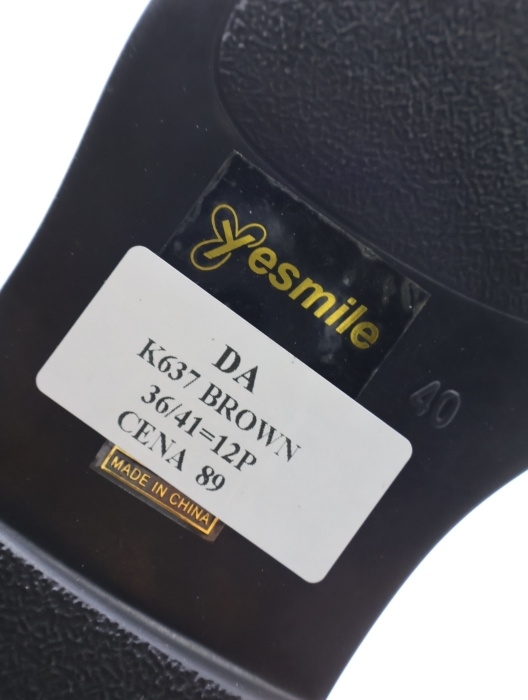 Yesmile
40
DA
K637 BROWN
36/41=12P
CENA 89
MADE IN CHINA